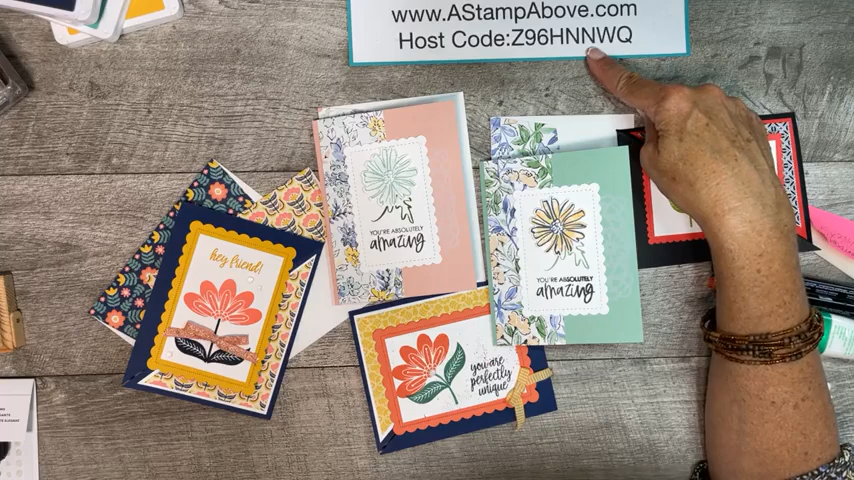 www.AStampAbove.com
Host Code:Z96HNNWQ
hey friend!
YOU'RE ABSOLUTELY
amazing
YOU'RE ABSOLUTELY
amazing
you are
perfectly
unique